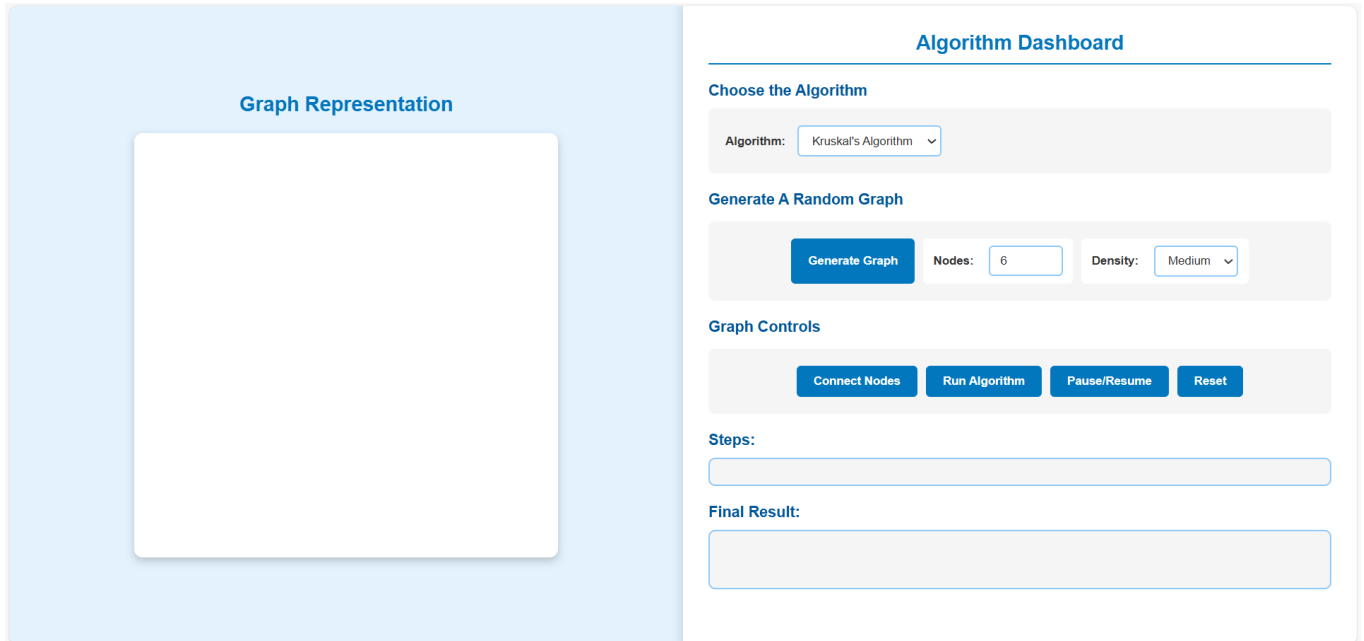 Graph Representation
Algorithm Dashboard
Choose the Algorithm
Algorithm: Kruskal's Algorithm
Generate A Random Graph
Generate Graph Nodes: 6 Density: Medium
Graph Controls
Connect Nodes Run Algorithm Pause/Resume Reset
Steps:
Final Result: